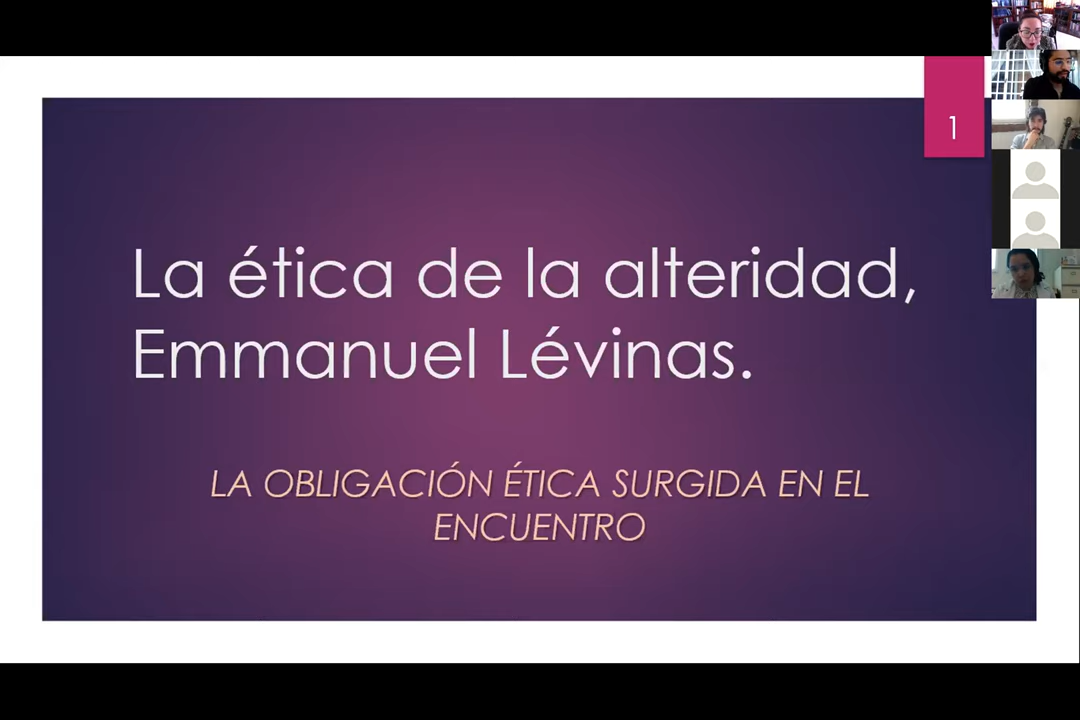 1
La ética de la alteridad,
Emmanuel Lévinas.
LA OBLIGACIÓN ÉTICA SURGIDA EN EL
ENCUENTRO